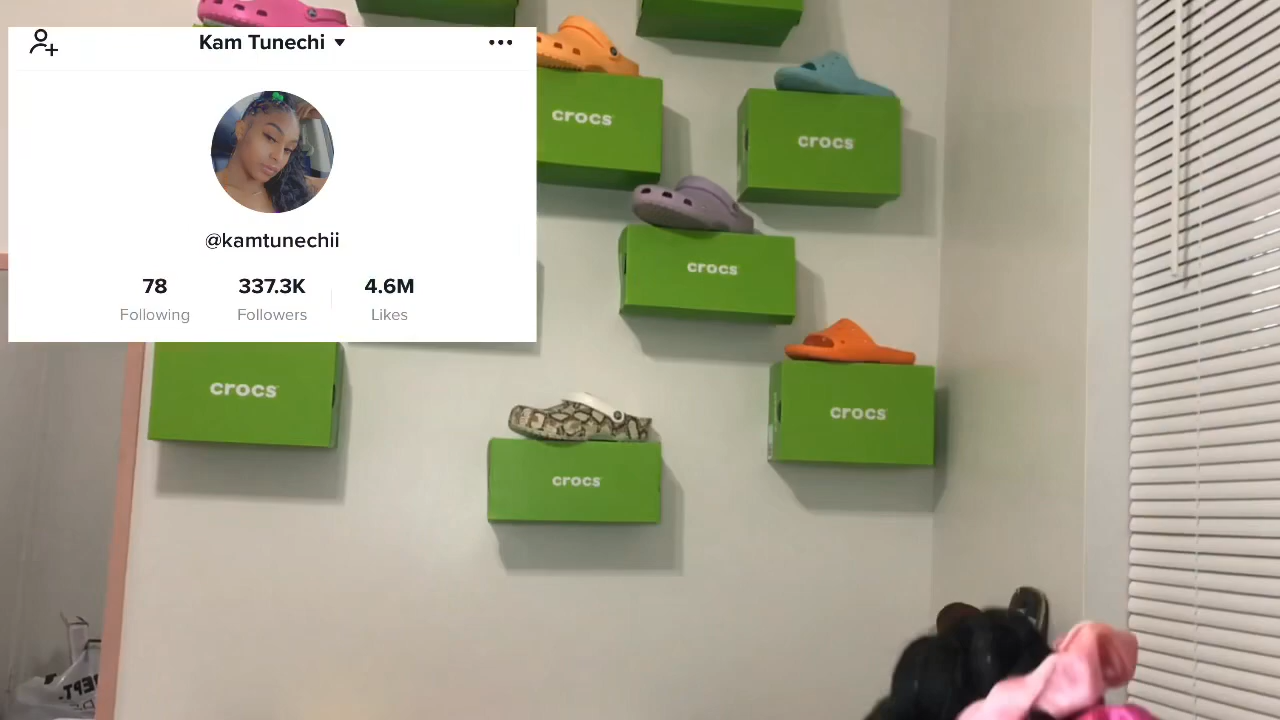 Kam Tunechi
@kamtunechii
78 337.3K 4.6M
Following Followers Likes
crocs
crocs
crocs
crocs
crocs
crocs